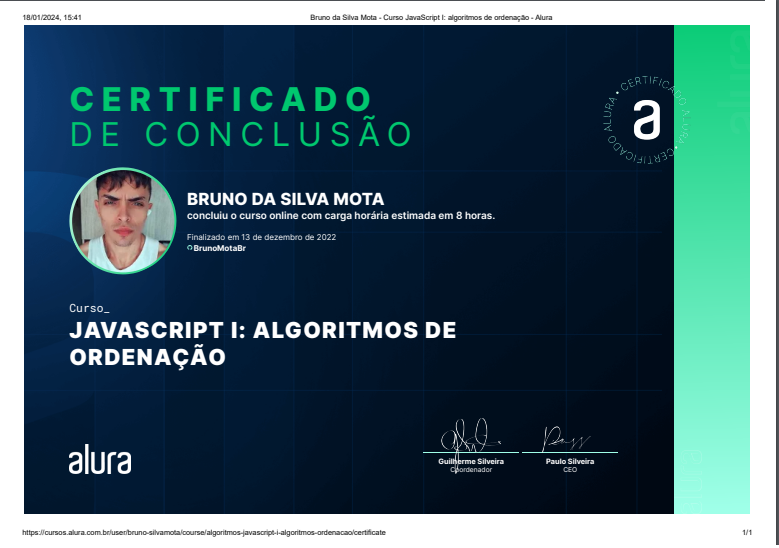 18/01/2024, 15:41 Bruno da Silva Mota - Curso JavaScript I: algoritmos de ordenação - Alura
CERTIFICADO
DE CONCLUSÃO
CERTIFICADO ALURA • CERTIFICADO ALURA •
a
alura
BRUNO DA SILVA MOTA
concluiu o curso online com carga horária estimada em 8 horas.
Finalizado em 13 de dezembro de 2022
BrunoMotaBr
Curso_
JAVASCRIPT I: ALGORITMOS DE
ORDENAÇÃO
alura
Guilherme Silveira
Coordenador
Paulo Silveira
CEO
alura
https://cursos.alura.com.br/user/bruno-silvamota/course/algoritmos-javascript-i-algoritmos-ordenacao/certificate 1/1